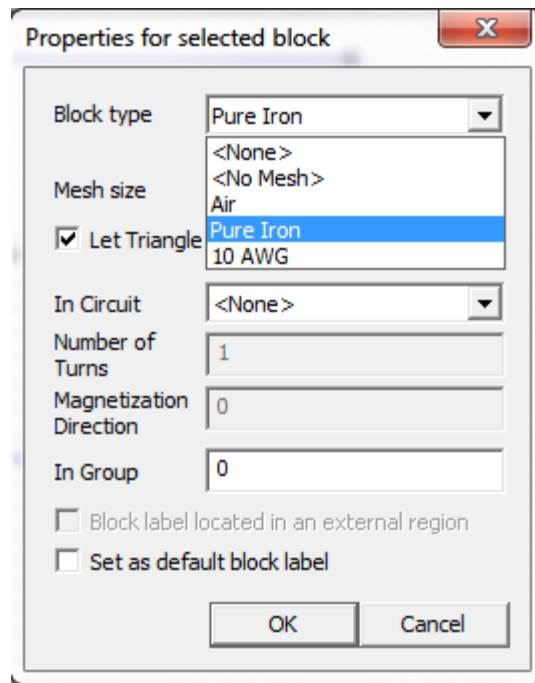 Properties for selected block
Block type
Pure Iron
<None>
<No Mesh>
Air
Pure Iron
10 AWG
Mesh size
Let Triangle
In Circuit
<None>
Number of
Turns
1
Magnetization
Direction
0
In Group
0
Block label located in an external region
Set as default block label
OK
Cancel